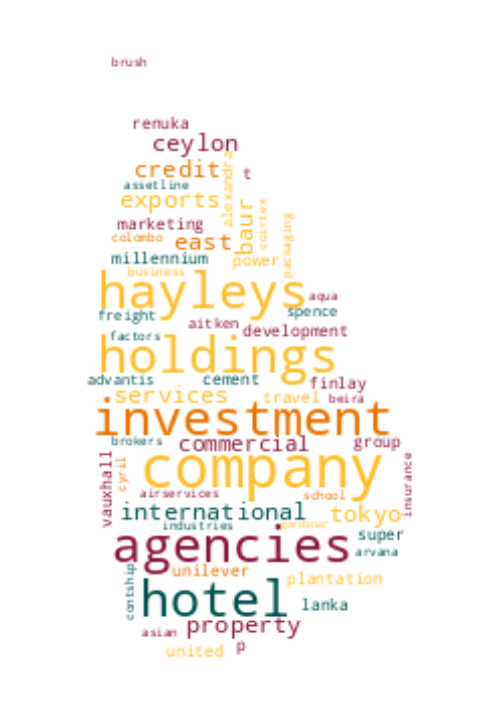 brush
renuka
ceylon
credit
alexandra
t
assetline
exports
baur
coirtes
packaging
marketing
colombo
east
millennium
power
business
hayleys
aqua
freight
spence
aitken
development
factors
holdings
advantis
cement
finlay
services
travel
beira
investment
brokers
commercial
group
company
vauxhall
cyril
insurance
airservices
school
international
tokyo
industries
gardiner
super
agencies
arvana
unilever
contship
plantation
hotel
lanka
property
asian
p
united